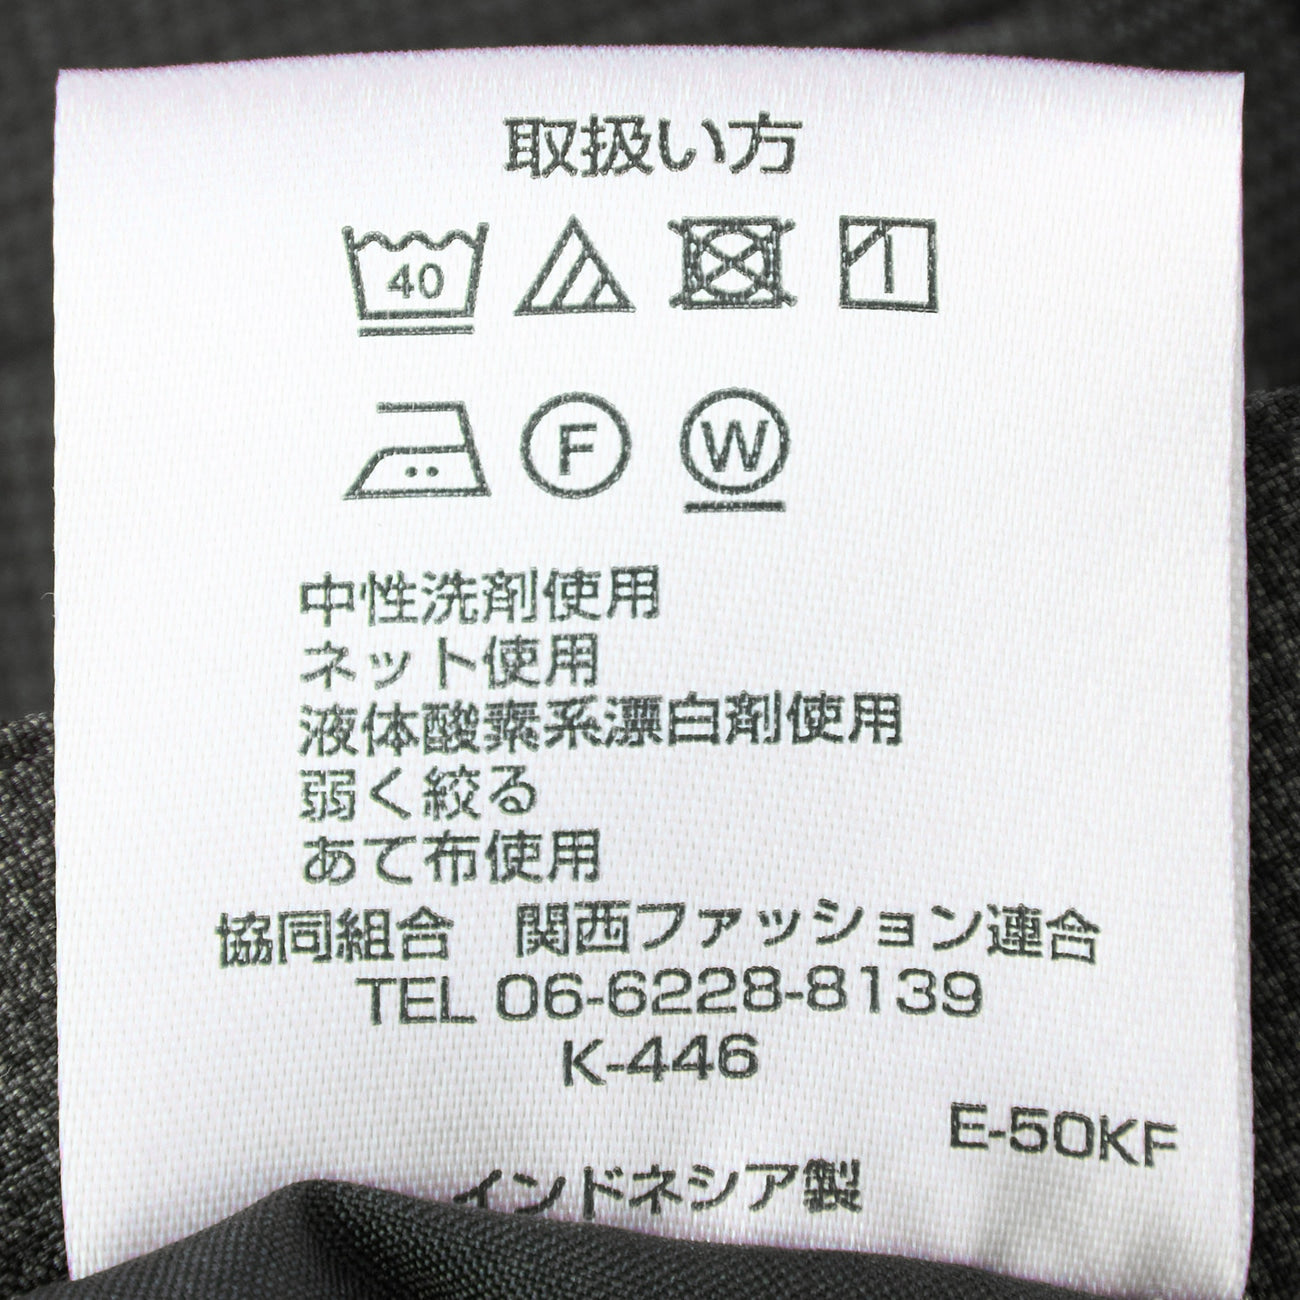 取扱い方
40
F W
中性洗剤使用
ネット使用
液体酸素系漂白剤使用
弱く絞る
あて布使用
協同組合 関西ファッション連合
TEL 06-6228-8139
K-446
E-50KF
インドネシア製